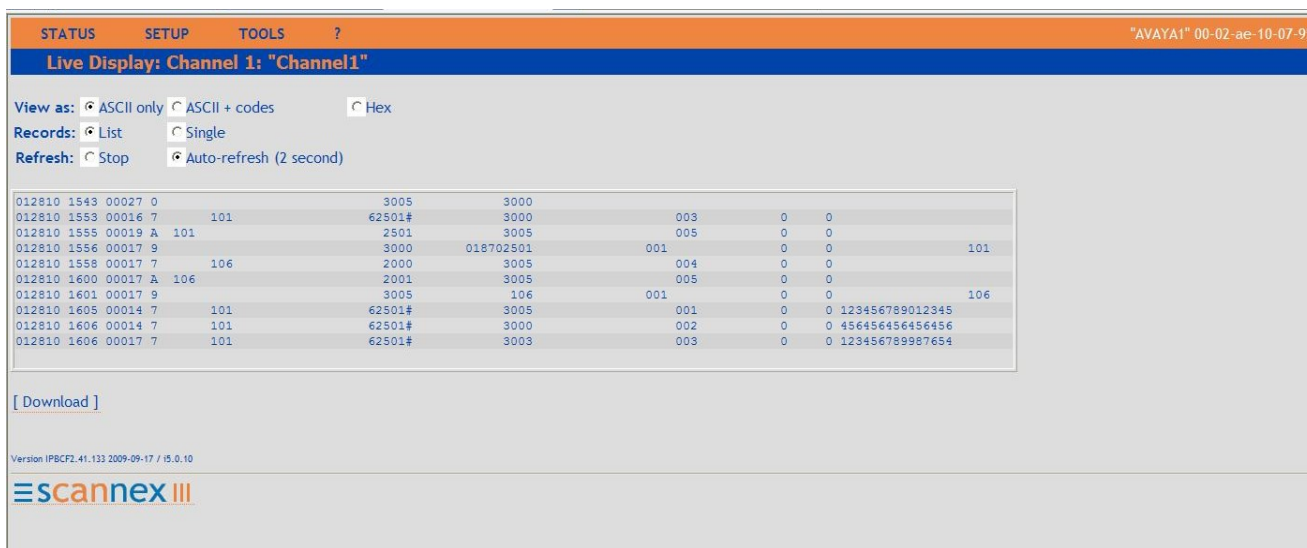 STATUS SETUP TOOLS ? "AVAYA1" 00-02-ae-10-07-9
Live Display: Channel 1: "Channel1"
View as: ASCII only ASCII + codes Hex
Records: List Single
Refresh: Stop Auto-refresh (2 second)
012810 1543 00027 0 3005 3000
012810 1553 00016 7 101 62501# 3000 003 0 0
012810 1555 00019 A 101 2501 3005 005 0 0
012810 1556 00017 9 3000 018702501 001 0 0 101
012810 1558 00017 7 106 2000 3005 004 0 0
012810 1600 00017 A 106 2001 3005 005 0 0
012810 1601 00017 9 3005 106 001 0 0 106
012810 1605 00014 7 101 62501# 3005 001 0 0 123456789012345
012810 1606 00014 7 101 62501# 3000 002 0 0 456456456456456
012810 1606 00017 7 101 62501# 3003 003 0 0 123456789987654
[ Download ]
Version IPBCF2.41.133 2009-09-17 / i5.0.10
scannex